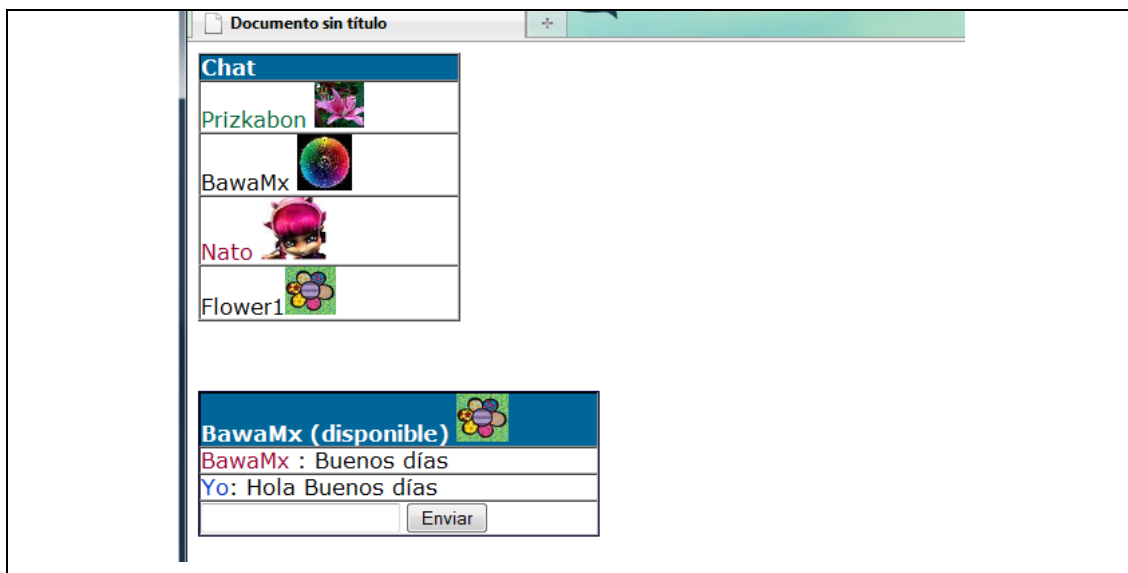 Documento sin título
Chat
Prizkabon
BawaMx
Nato
Flower1
BawaMx (disponible)
BawaMx : Buenos días
Yo: Hola Buenos días
Enviar